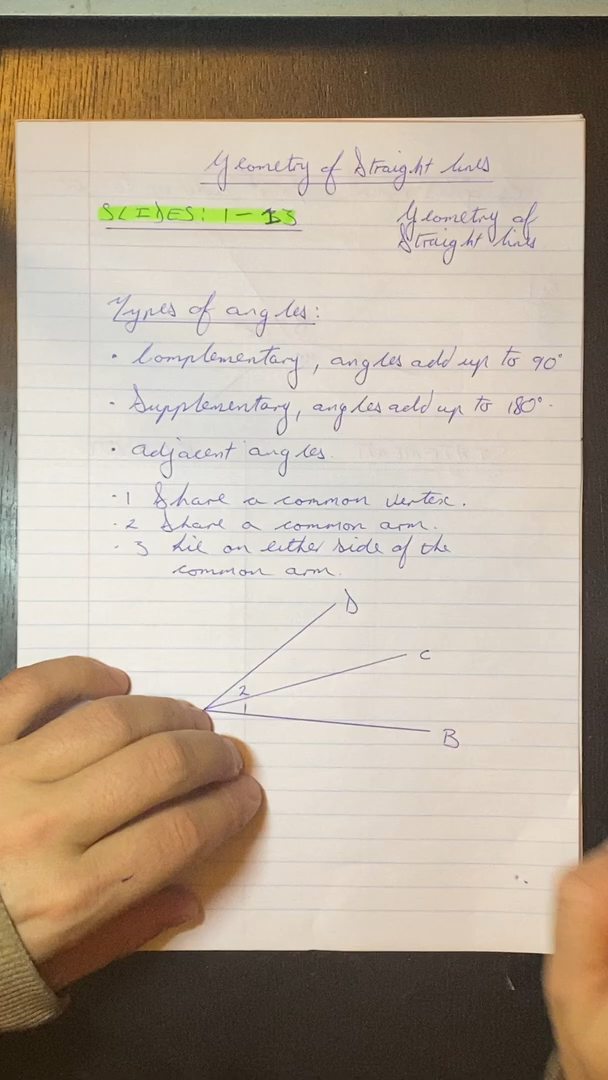 Geometry of Straight lines
SLIDES: 1 - 13
Geometry of
Straight lines
Types of angles:
· Complementary, angles add up to 90°
· Supplementary, angles add up to 180°.
· adjacent angles.
· 1 Share a common vertex.
· 2 Share a common arm.
· 3 Lie on either side of the
common arm.
D
C
2
1
B